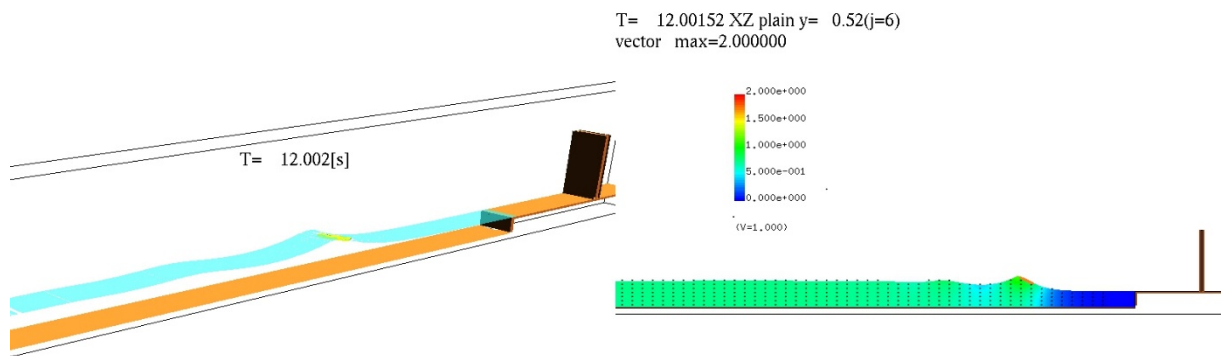 T= 12.002[s]
T= 12.00152 XZ plain y= 0.52(j=6)
vector max=2.000000
2.000e+000
1.500e+000
1.000e+000
5.000e-001
0.000e+000
(V=1.000)